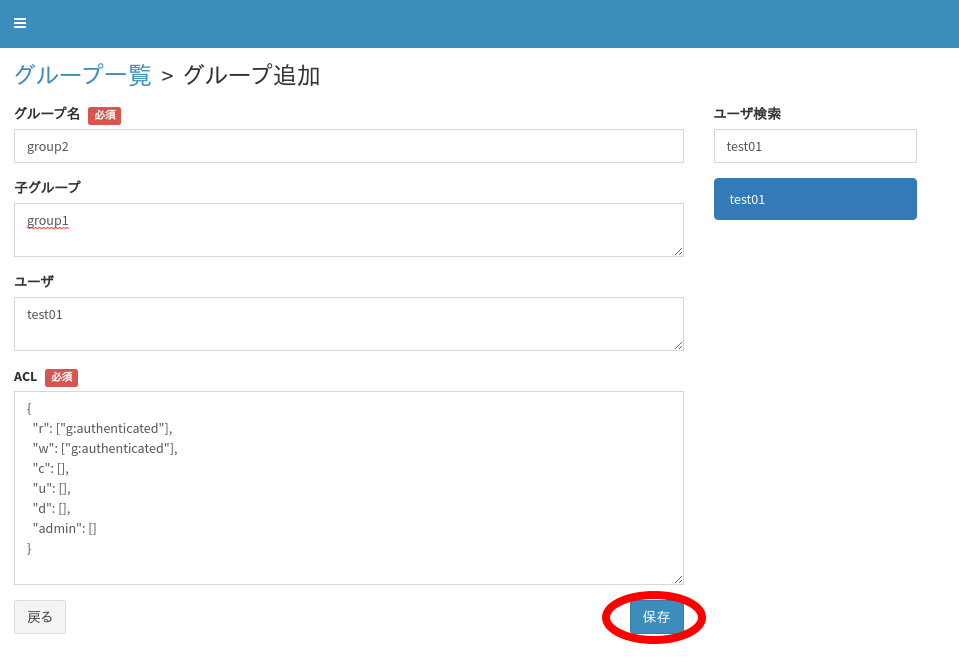 グループ一覧 > グループ追加
グループ名 必須
group2
子グループ
group1
ユーザ
test01
ACL 必須
{
"r": ["g:authenticated"],
"w": ["g:authenticated"],
"c": [],
"u": [],
"d": [],
"admin": []
}
戻る
保存
ユーザ検索
test01
test01